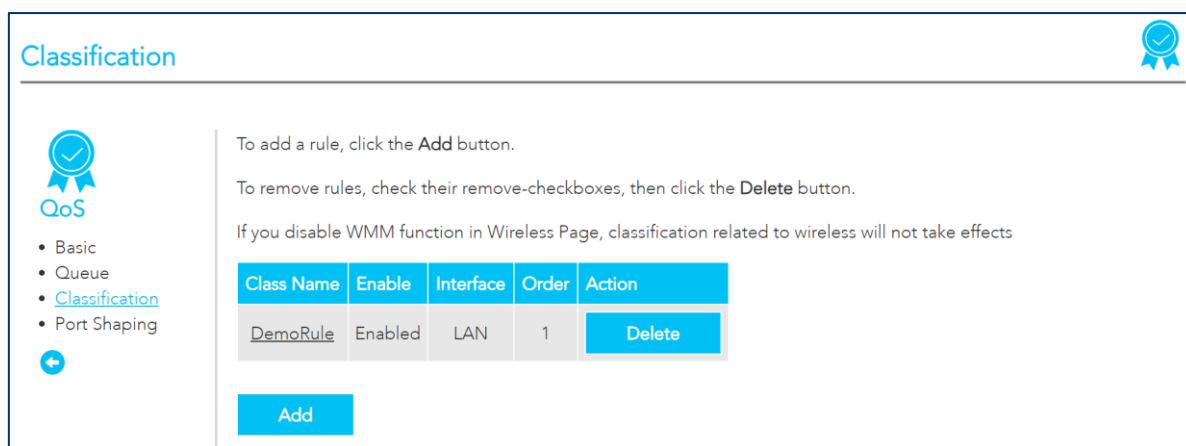 Classification
QoS
• Basic
• Queue
• Classification
• Port Shaping
To add a rule, click the Add button.
To remove rules, check their remove-checkboxes, then click the Delete button.
If you disable WMM function in Wireless Page, classification related to wireless will not take effects
Class Name Enable Interface Order Action
DemoRule Enabled LAN 1 Delete
Add